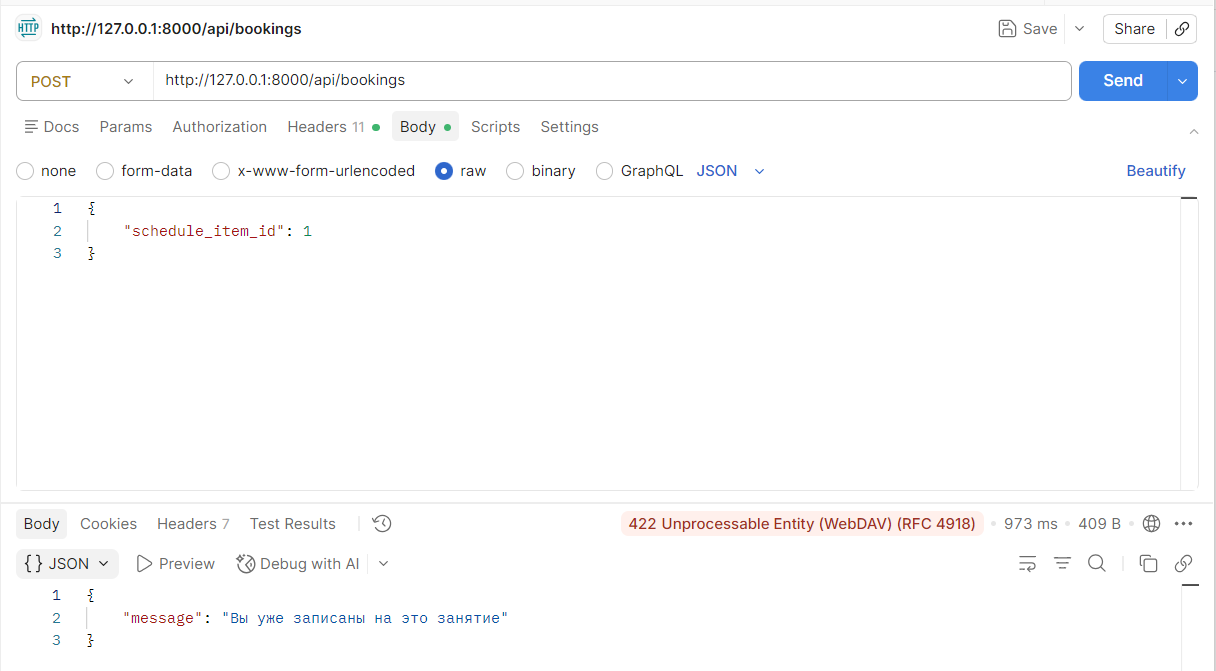 HTTP http://127.0.0.1:8000/api/bookings Save Share
POST http://127.0.0.1:8000/api/bookings Send
Docs Params Authorization Headers 11 Body Scripts Settings
none form-data x-www-form-urlencoded raw binary GraphQL JSON Beautify
1 {
2 "schedule_item_id": 1
3 }
Body Cookies Headers 7 Test Results 422 Unprocessable Entity (WebDAV) (RFC 4918) • 973 ms • 409 B •
{} JSON Preview Debug with AI
1 {
2 "message": "Вы уже записаны на это занятие"
3 }